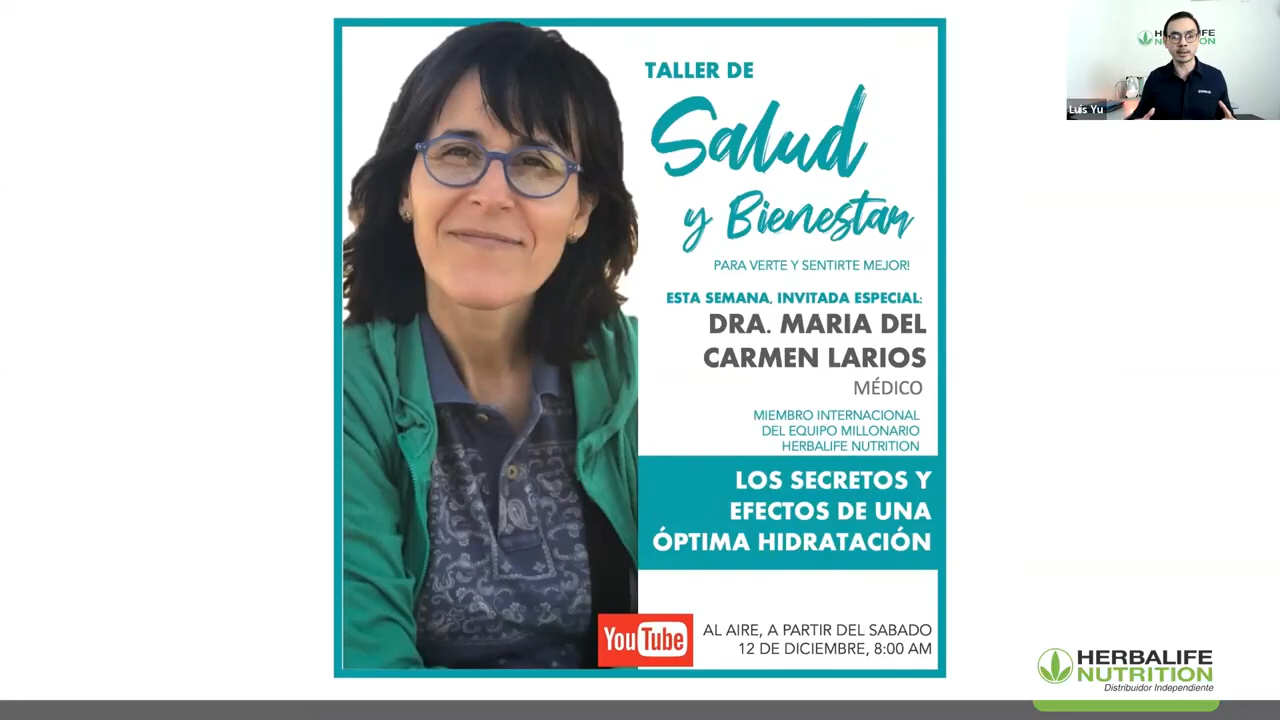 TALLER DE
Salud
y Bienestar
PARA VERTE Y SENTIRTE MEJOR!
ESTA SEMANA, INVITADA ESPECIAL:
DRA. MARIA DEL
CARMEN LARIOS
MÉDICO
MIEMBRO INTERNACIONAL
DEL EQUIPO MILLONARIO
HERBALIFE NUTRITION
LOS SECRETOS Y
EFECTOS DE UNA
ÓPTIMA HIDRATACIÓN
YouTube
AL AIRE, A PARTIR DEL SABADO
12 DE DICIEMBRE, 8:00 AM
Luis Yu
HERBALIFE
NUTRITION
Distribuidor Independiente